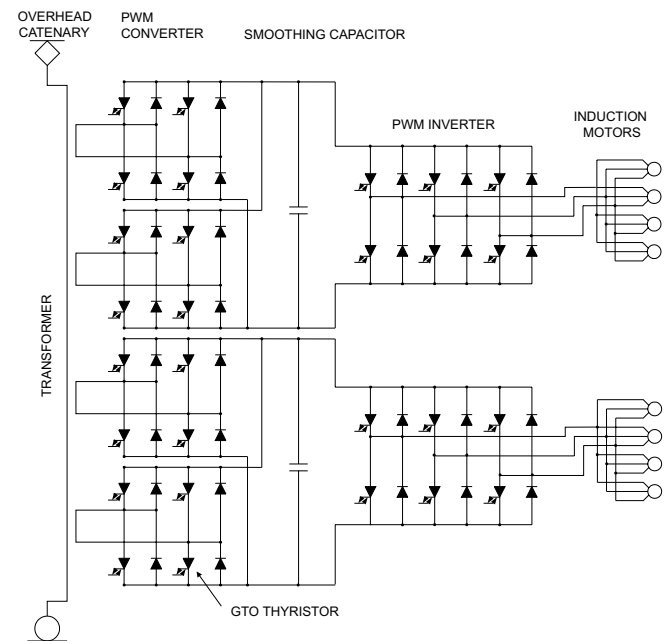 OVERHEAD
CATENARY
PWM
CONVERTER
SMOOTHING CAPACITOR
PWM INVERTER
INDUCTION
MOTORS
TRANSFORMER
GTO THYRISTOR